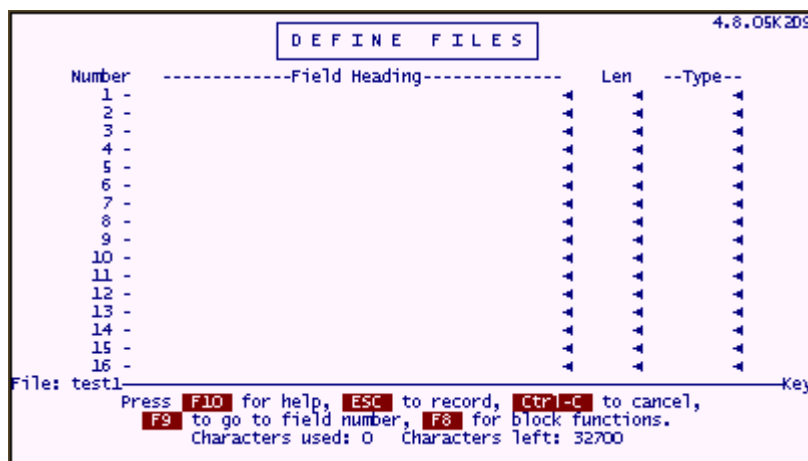 4.8.05K2D9
DEFINE FILES
Number -------------Field Heading-------------- Len --Type--
1 -
2 -
3 -
4 -
5 -
6 -
7 -
8 -
9 -
10 -
11 -
12 -
13 -
14 -
15 -
16 -
File: test1 Key
Press F10 for help, ESC to record, Ctrl-C to cancel,
F9 to go to field number, F8 for block functions.
Characters used: 0 Characters left: 32700